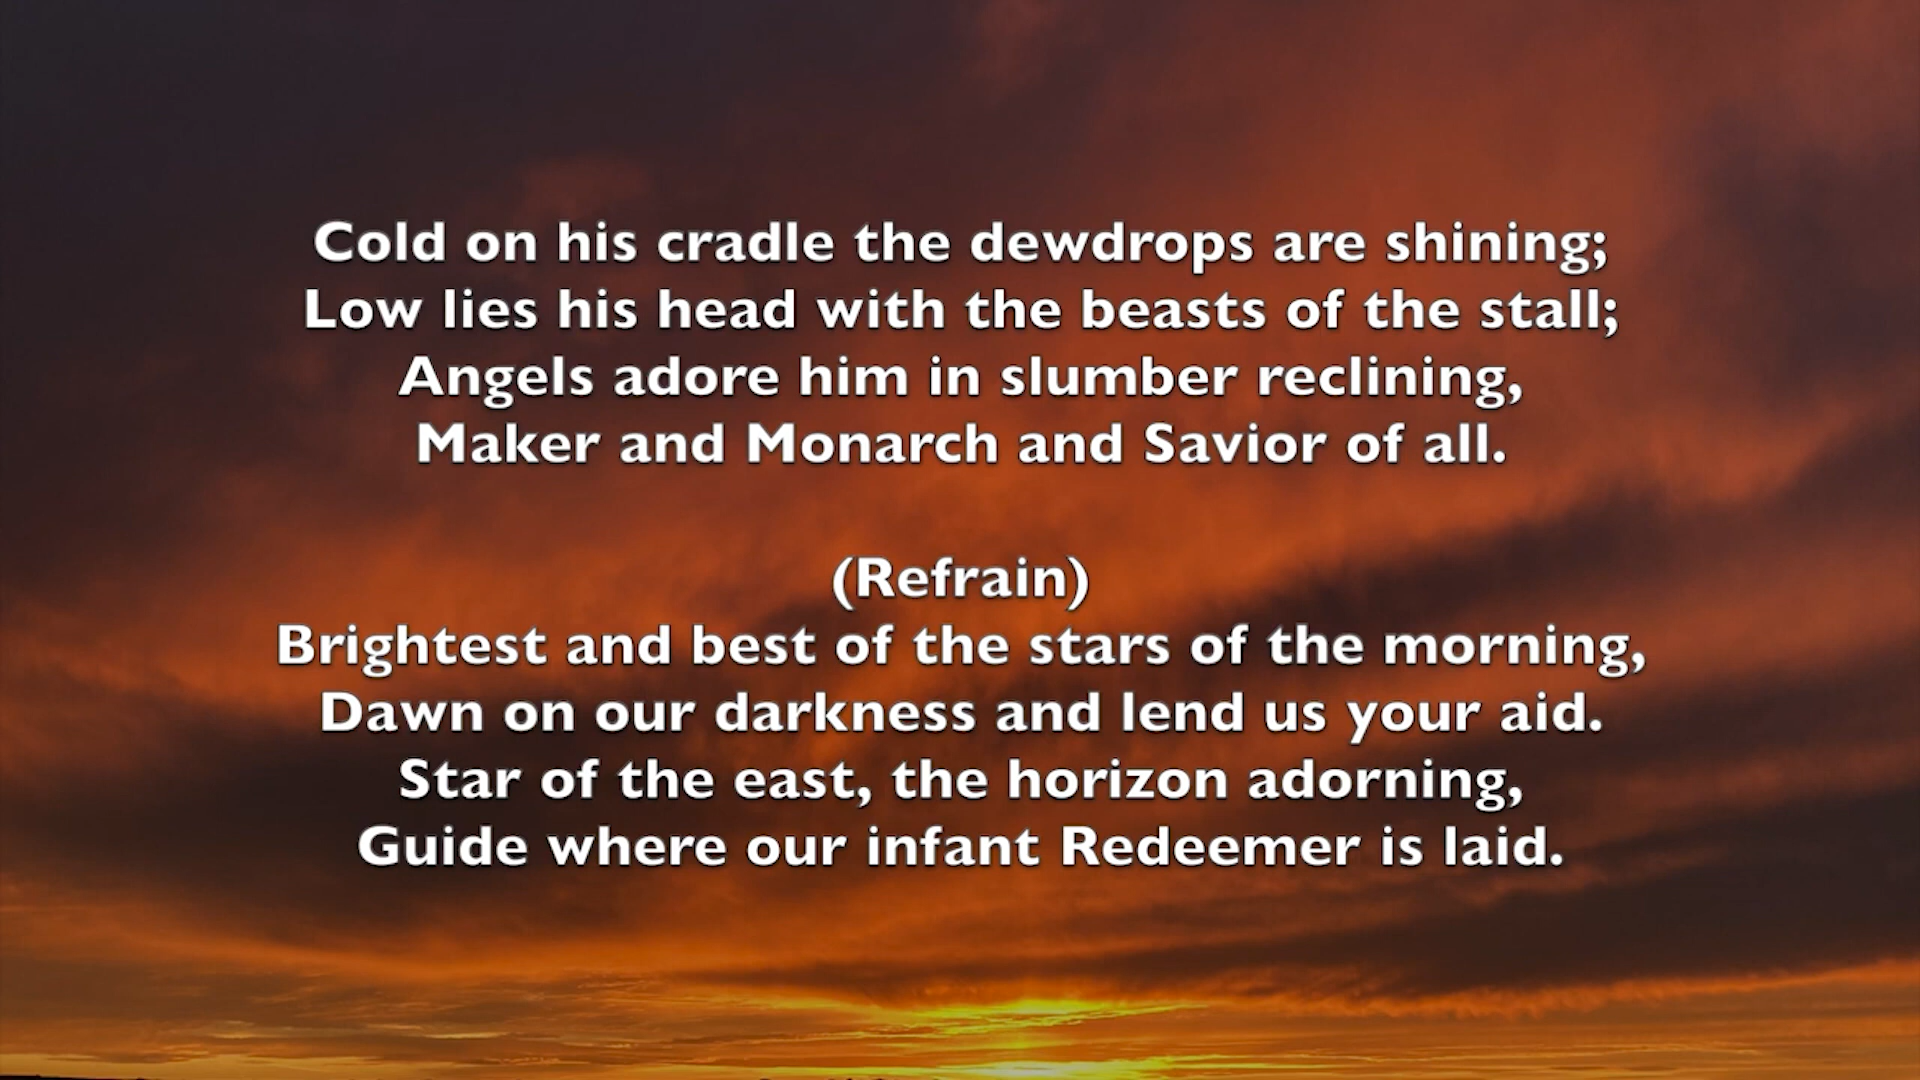 Cold on his cradle the dewdrops are shining;
Low lies his head with the beasts of the stall;
Angels adore him in slumber reclining,
Maker and Monarch and Savior of all.
(Refrain)
Brightest and best of the stars of the morning,
Dawn on our darkness and lend us your aid.
Star of the east, the horizon adorning,
Guide where our infant Redeemer is laid.